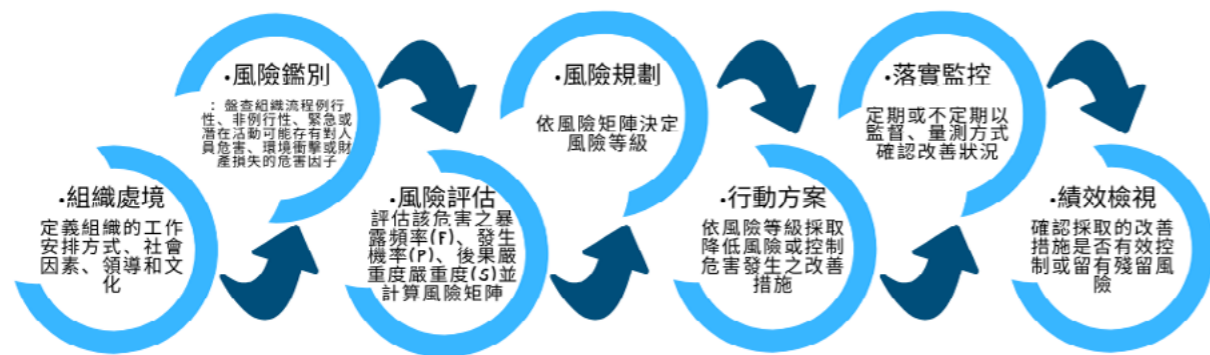 •組織處境
定義組織的工作
安排方式、社會
因素、領導和文
化
•風險鑑別
：盤查組織流程例行
性、非例行性、緊急或
潛在活動可能存有對人
員危害、環境衝擊或財
產損失的危害因子
•風險評估
評估該危害之暴
露頻率(F)、發生
機率(P)、後果嚴
重度嚴重度(S)並
計算風險矩陣
•風險規劃
依風險矩陣決定
風險等級
•行動方案
依風險等級採取
降低風險或控制
危害發生之改善
措施
•落實監控
定期或不定期以
監督、量測方式
確認改善狀況
•績效檢視
確認採取的改善
措施是否有效控
制或留有殘留風
險